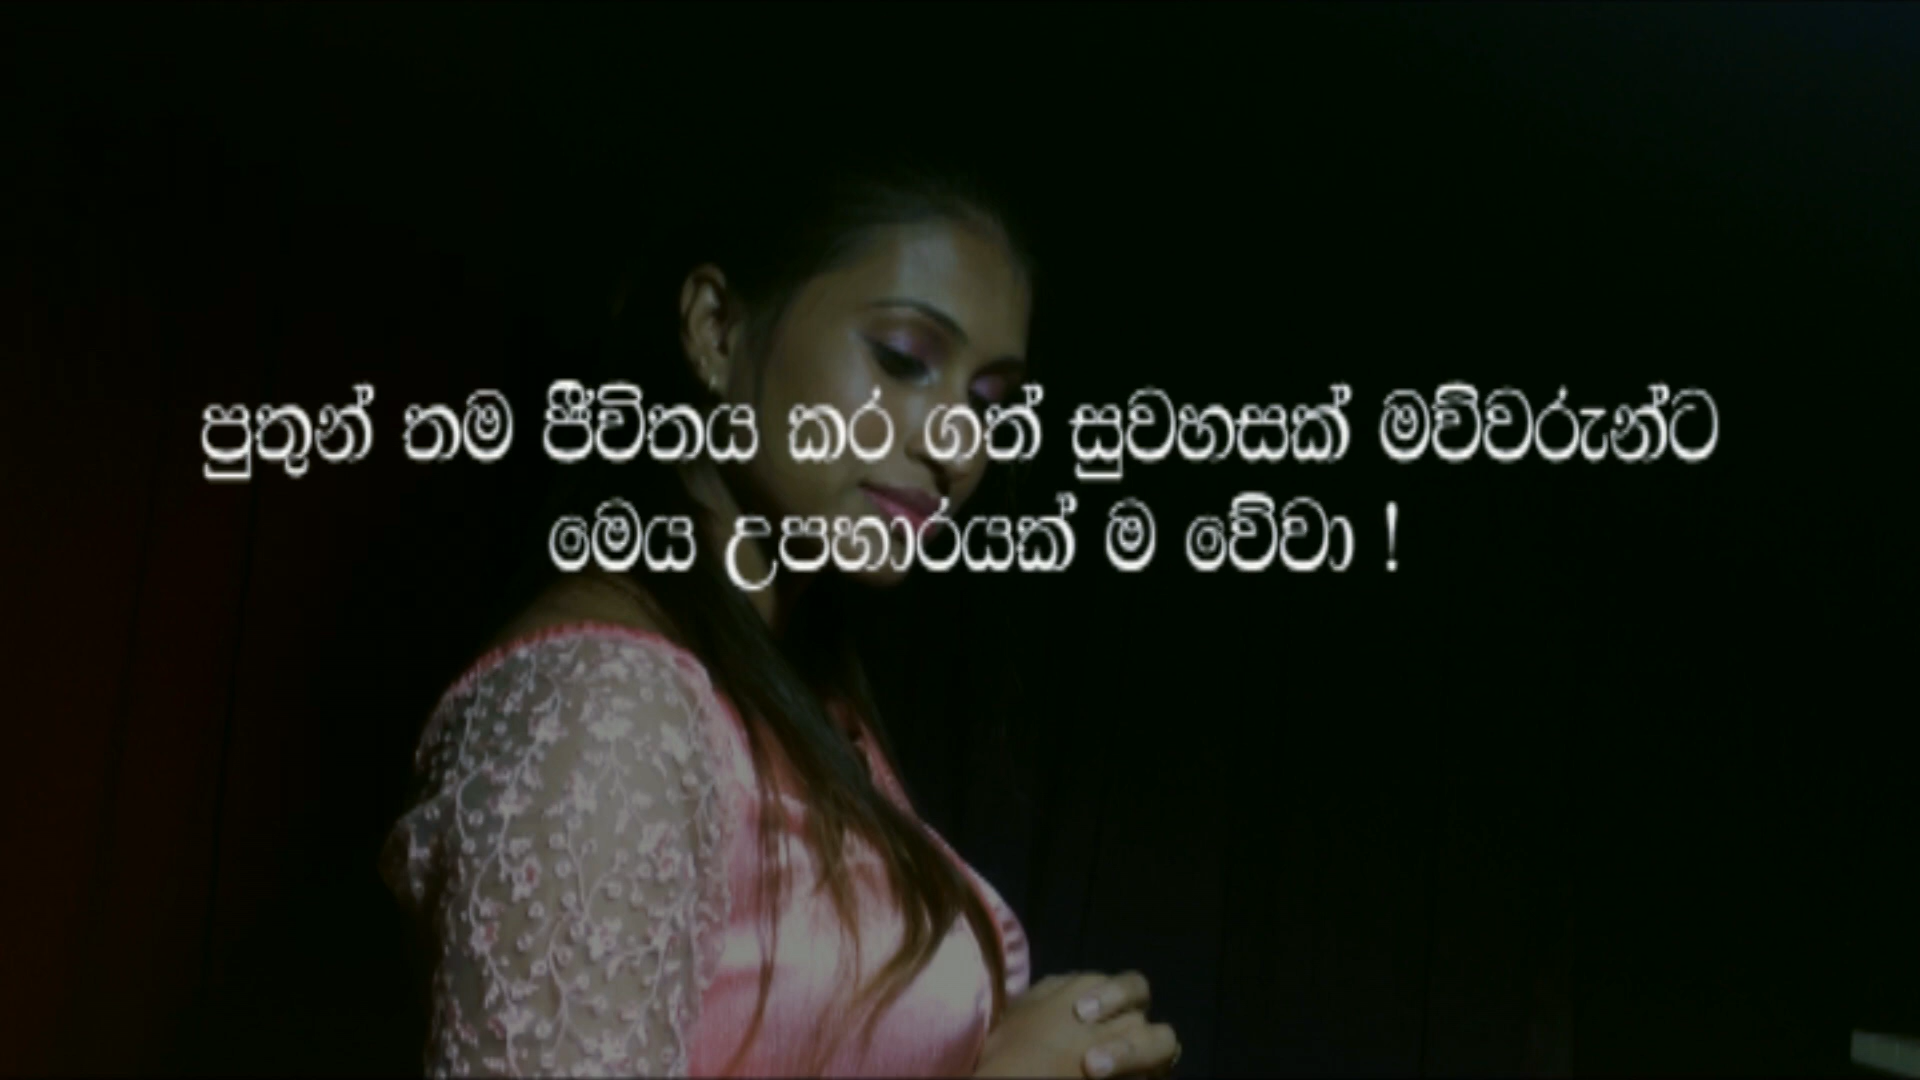 පුතුන් තම ජීවිතය කර ගත් සුවහසක් මව්වරුන්ට
මෙය උපහාරයක් ම වේවා !